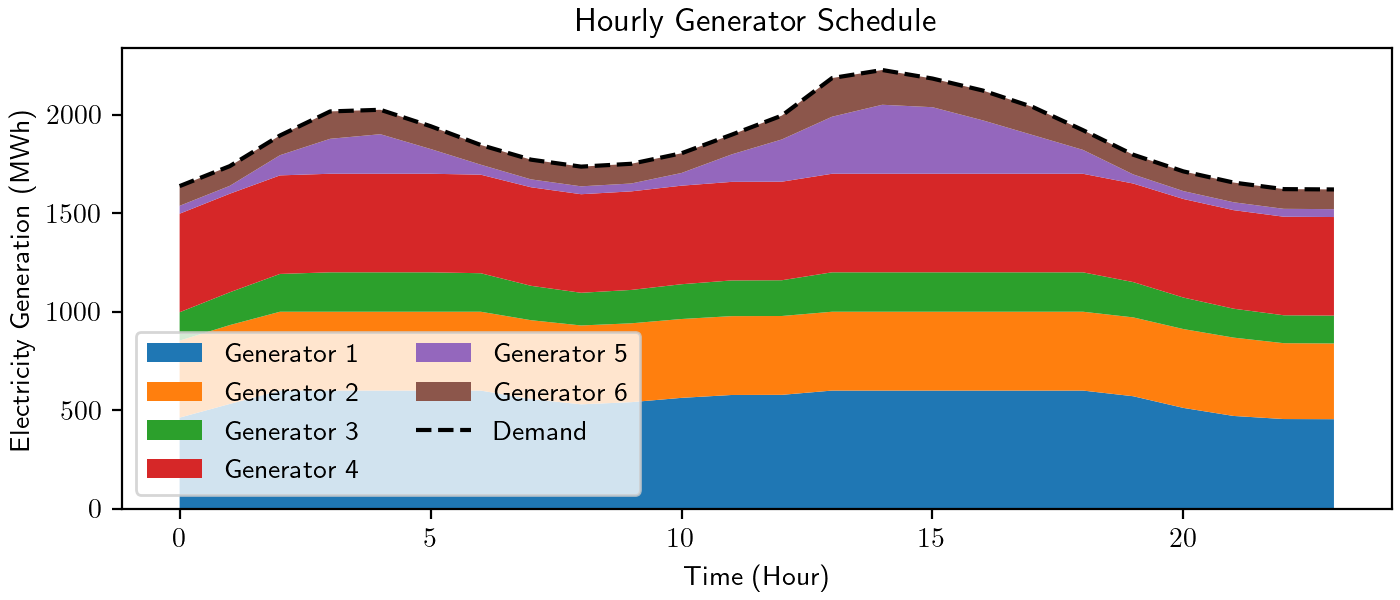 Hourly Generator Schedule
Electricity Generation (MWh)
2000
1500
1000
500
0
Generator 1
Generator 2
Generator 3
Generator 4
Generator 5
Generator 6
Demand
0 5 10 15 20
Time (Hour)